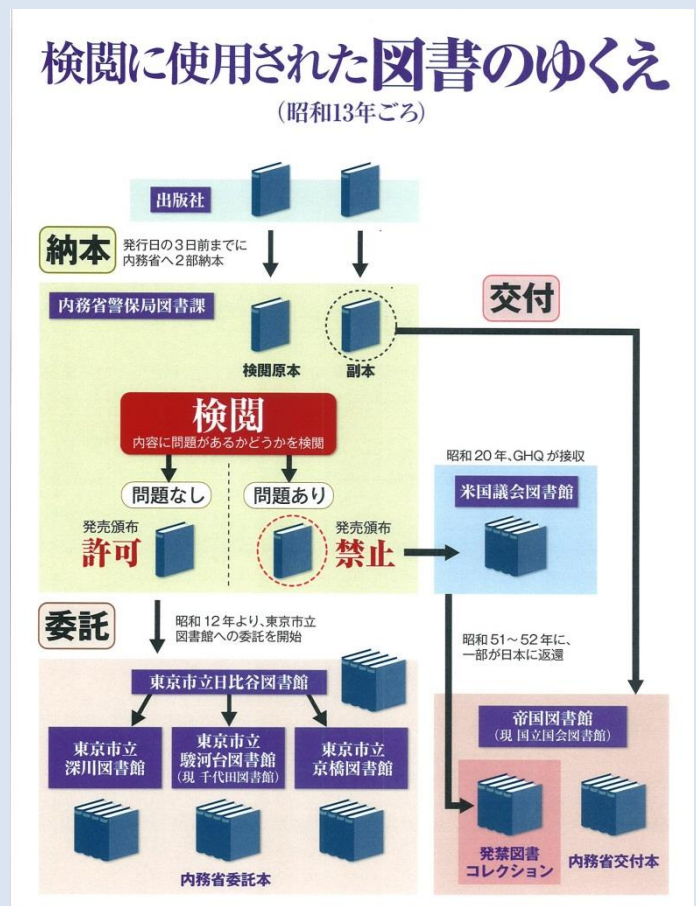 検閲に使用された図書のゆくえ
(昭和13年ごろ)
出版社
納本
発行日の3日前までに
内務省へ2部納本
交付
内務省警保局図書課
検閲原本
副本
検閲
内容に問題があるかどうかを検閲
問題なし
問題あり
発売頒布
許可
発売頒布
禁止
昭和20年、GHQが接収
米国議会図書館
委託
昭和12年より、東京市立
図書館への委託を開始
昭和51~52年に、
一部が日本に返還
東京市立日比谷図書館
東京市立
深川図書館
東京市立
駿河台図書館
(現 千代田図書館)
東京市立
京橋図書館
内務省委託本
帝国図書館
(現 国立国会図書館)
発禁図書
コレクション
内務省交付本